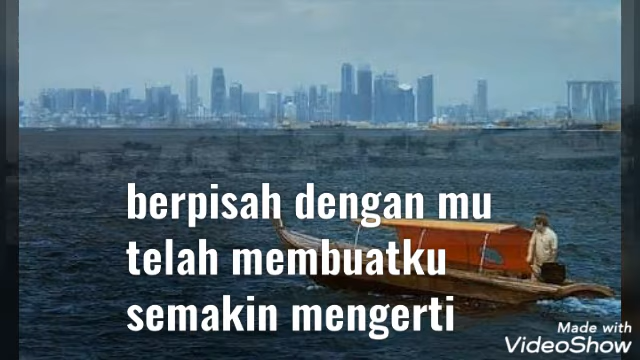 berpisah dengan mu
telah membuatku
semakin mengerti
Made with
VideoShow